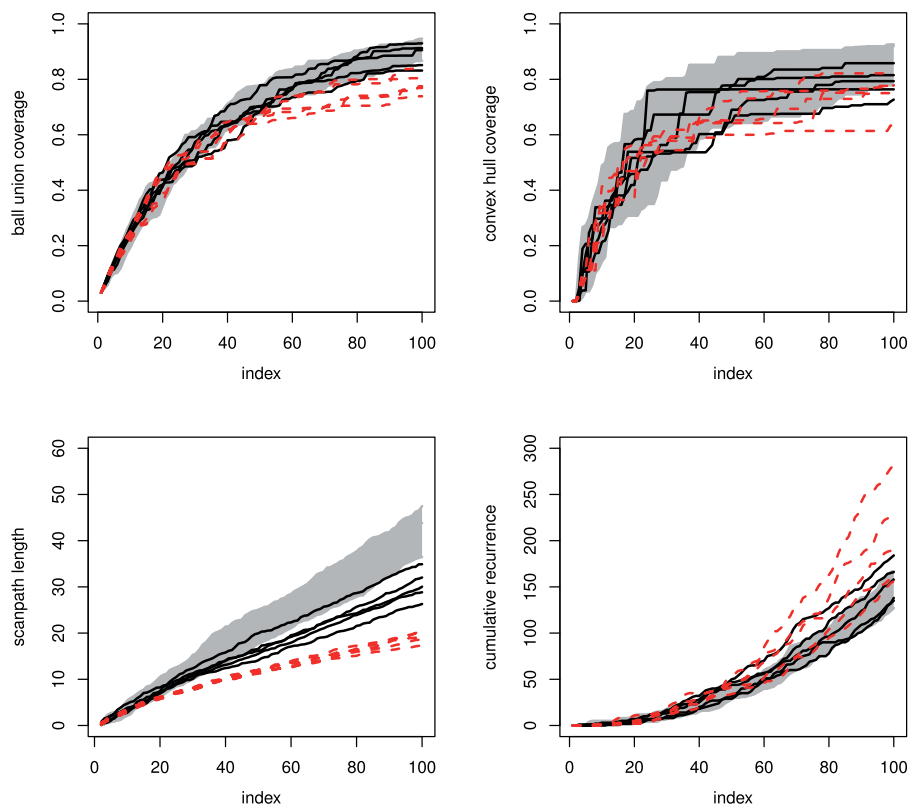 ball union coverage
0.0 0.2 0.4 0.6 0.8 1.0
0 20 40 60 80 100
index
convex hull coverage
0.0 0.2 0.4 0.6 0.8 1.0
0 20 40 60 80 100
index
scanpath length
0 10 20 30 40 50 60
0 20 40 60 80 100
index
cumulative recurrence
0 50 100 150 200 250 300
0 20 40 60 80 100
index